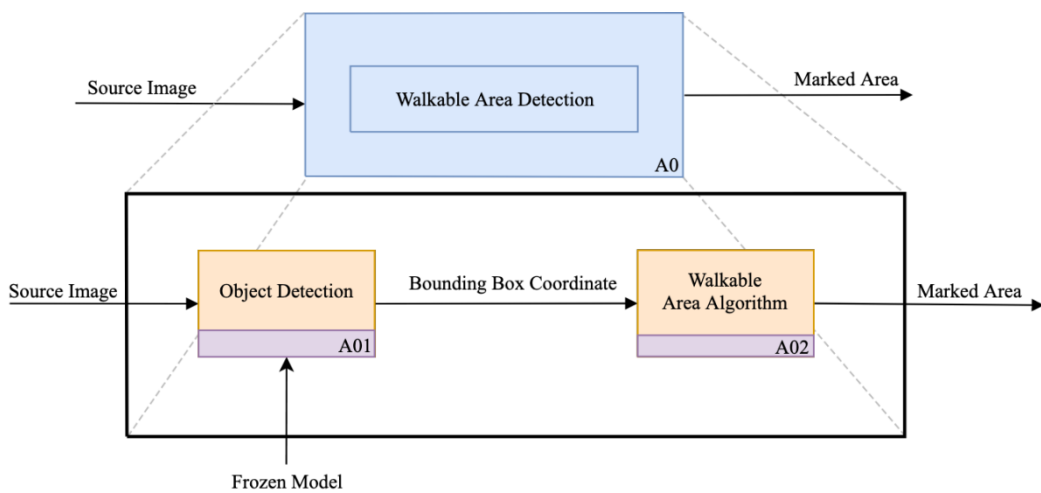 Source Image
Walkable Area Detection
Marked Area
A0
Source Image
Object Detection
A01
Bounding Box Coordinate
Walkable
Area Algorithm
A02
Marked Area
Frozen Model